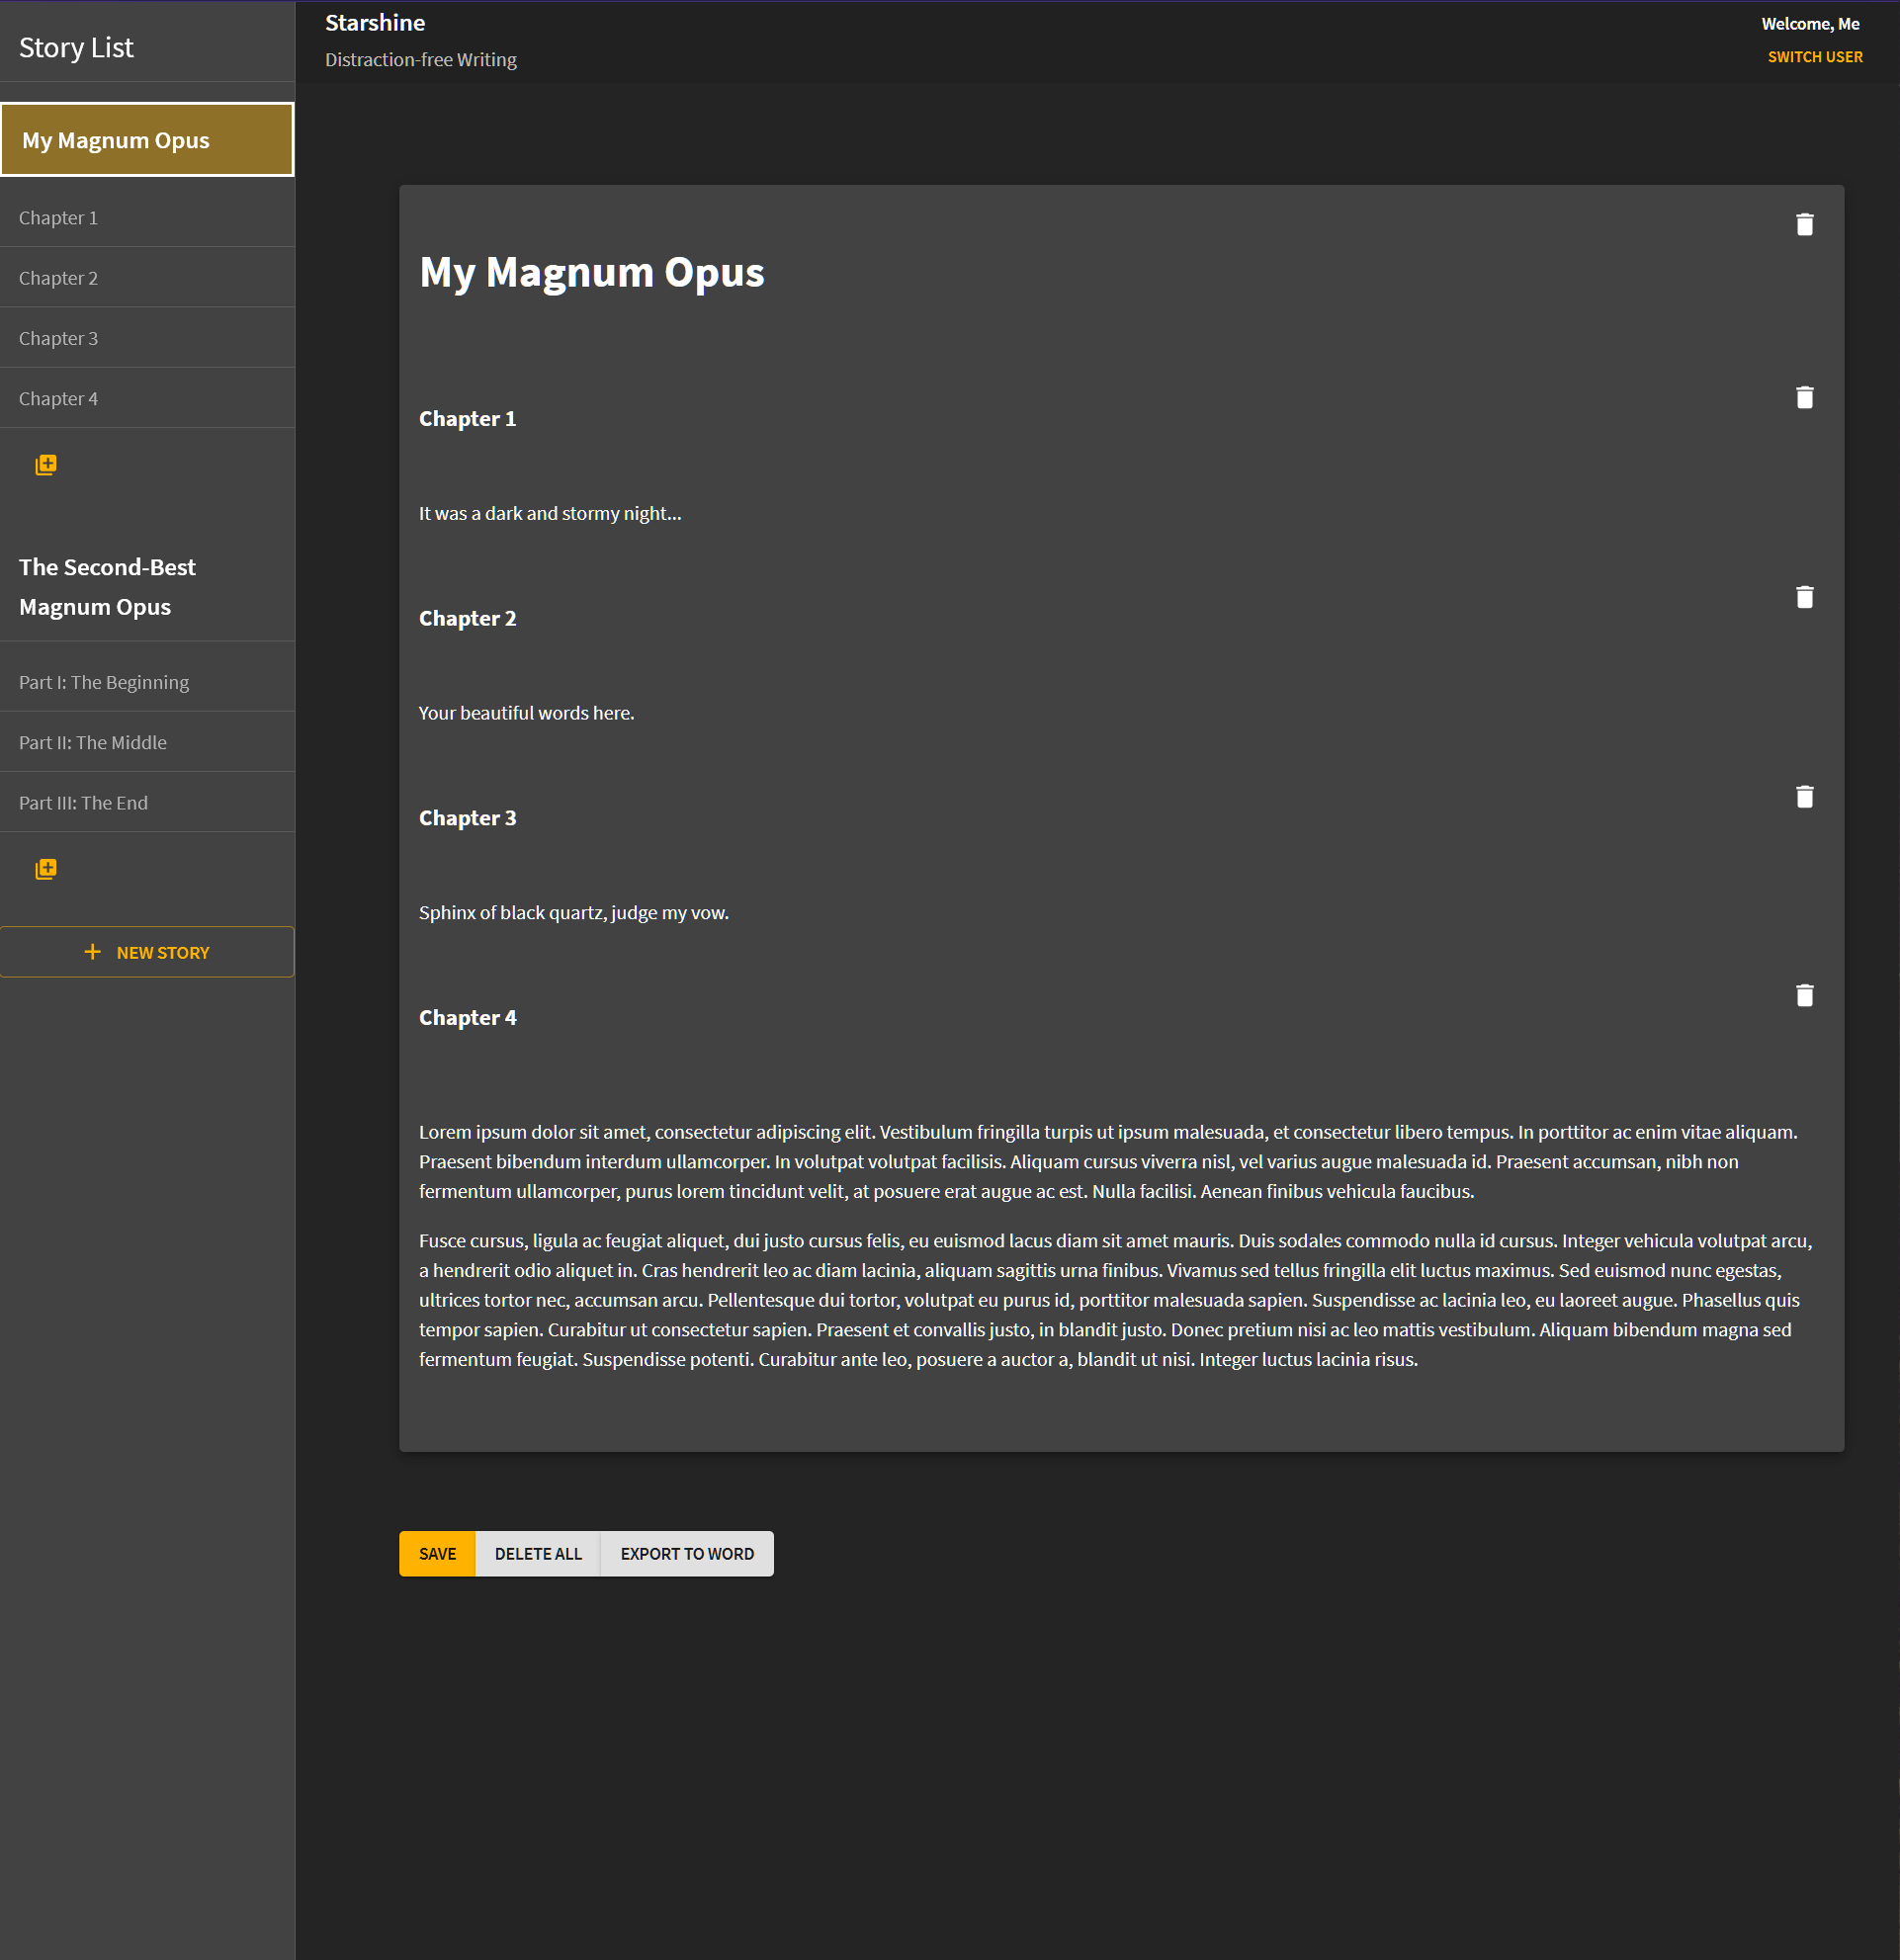 Story List
My Magnum Opus
Chapter 1
Chapter 2
Chapter 3
Chapter 4
The Second-Best
Magnum Opus
Part I: The Beginning
Part II: The Middle
Part III: The End
NEW STORY
Starshine
Distraction-free Writing
Welcome, Me
SWITCH USER
My Magnum Opus
Chapter 1
It was a dark and stormy night...
Chapter 2
Your beautiful words here.
Chapter 3
Sphinx of black quartz, judge my vow.
Chapter 4
Lorem ipsum dolor sit amet, consectetur adipiscing elit. Vestibulum fringilla turpis ut ipsum malesuada, et consectetur libero tempus. In porttitor ac enim vitae aliquam.
Praesent bibendum interdum ullamcorper. In volutpat volutpat facilisis. Aliquam cursus viverra nisl, vel varius augue malesuada id. Praesent accumsan, nibh non
fermentum ullamcorper, purus lorem tincidunt velit, at posuere erat augue ac est. Nulla facilisi. Aenean finibus vehicula faucibus.
Fusce cursus, ligula ac feugiat aliquet, dui justo cursus felis, eu euismod lacus diam sit amet mauris. Duis sodales commodo nulla id cursus. Integer vehicula volutpat arcu,
a hendrerit odio aliquet in. Cras hendrerit leo ac diam lacinia, aliquam sagittis urna finibus. Vivamus sed tellus fringilla elit luctus maximus. Sed euismod nunc egestas,
ultrices tortor nec, accumsan arcu. Pellentesque dui tortor, volutpat eu purus id, porttitor malesuada sapien. Suspendisse ac lacinia leo, eu laoreet augue. Phasellus quis
tempor sapien. Curabitur ut consectetur sapien. Praesent et convallis justo, in blandit justo. Donec pretium nisi ac leo mattis vestibulum. Aliquam bibendum magna sed
fermentum feugiat. Suspendisse potenti. Curabitur ante leo, posuere a auctor a, blandit ut nisi. Integer luctus lacinia risus.
SAVE
DELETE ALL
EXPORT TO WORD